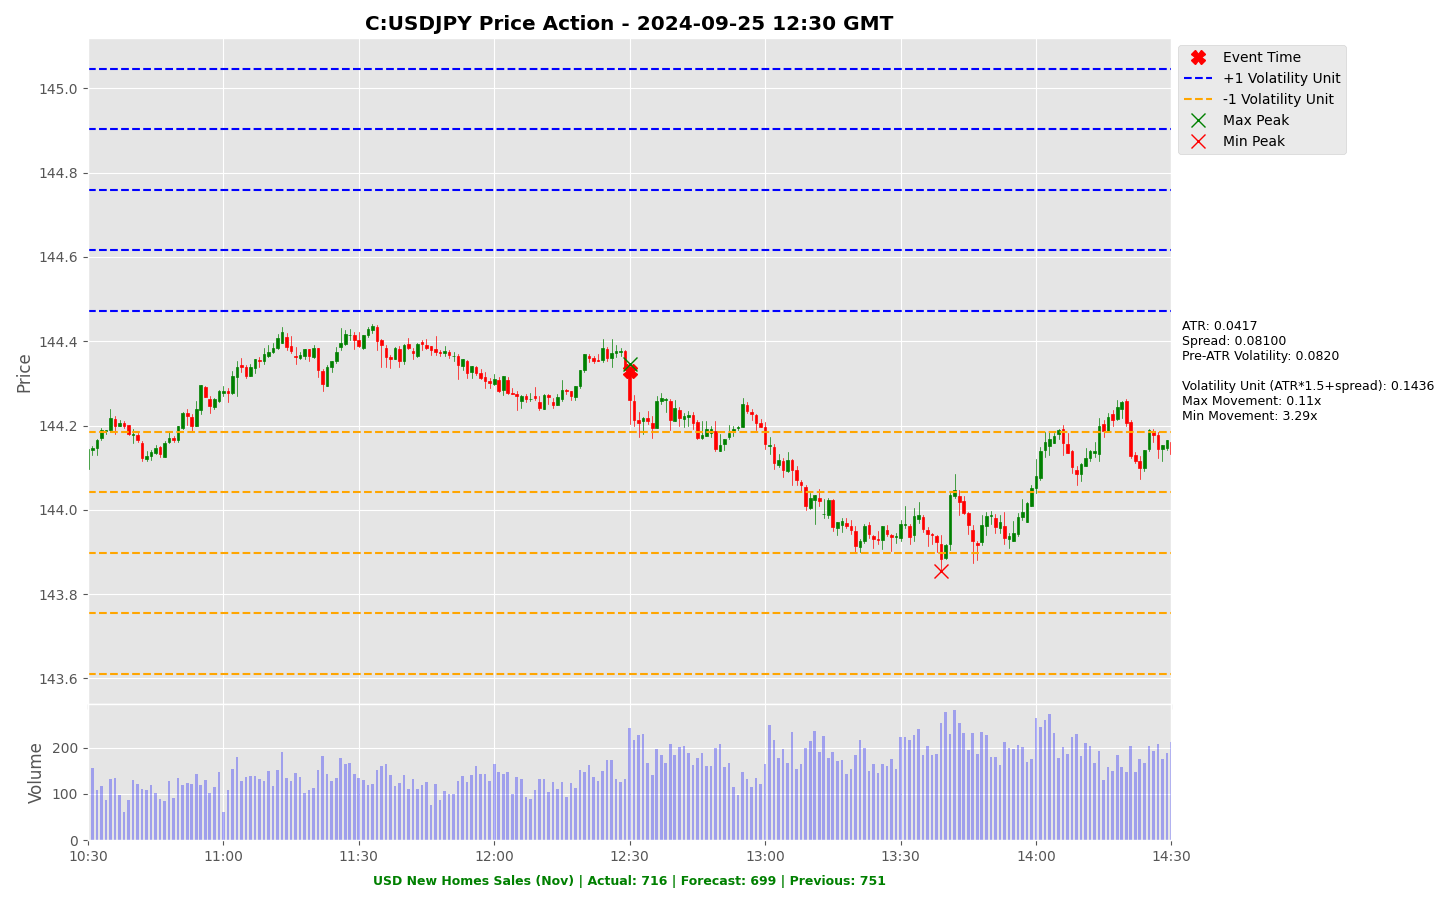 C:USDJPY Price Action - 2024-09-25 12:30 GMT
Event Time
+1 Volatility Unit
-1 Volatility Unit
Max Peak
Min Peak
145.0
144.8
144.6
144.4
144.2
144.0
143.8
143.6
Price
ATR: 0.0417
Spread: 0.08100
Pre-ATR Volatility: 0.0820
Volatility Unit (ATR*1.5+spread): 0.1436
Max Movement: 0.11x
Min Movement: 3.29x
200
100
0
Volume
10:30 11:00 11:30 12:00 12:30 13:00 13:30 14:00 14:30
USD New Homes Sales (Nov) | Actual: 716 | Forecast: 699 | Previous: 751